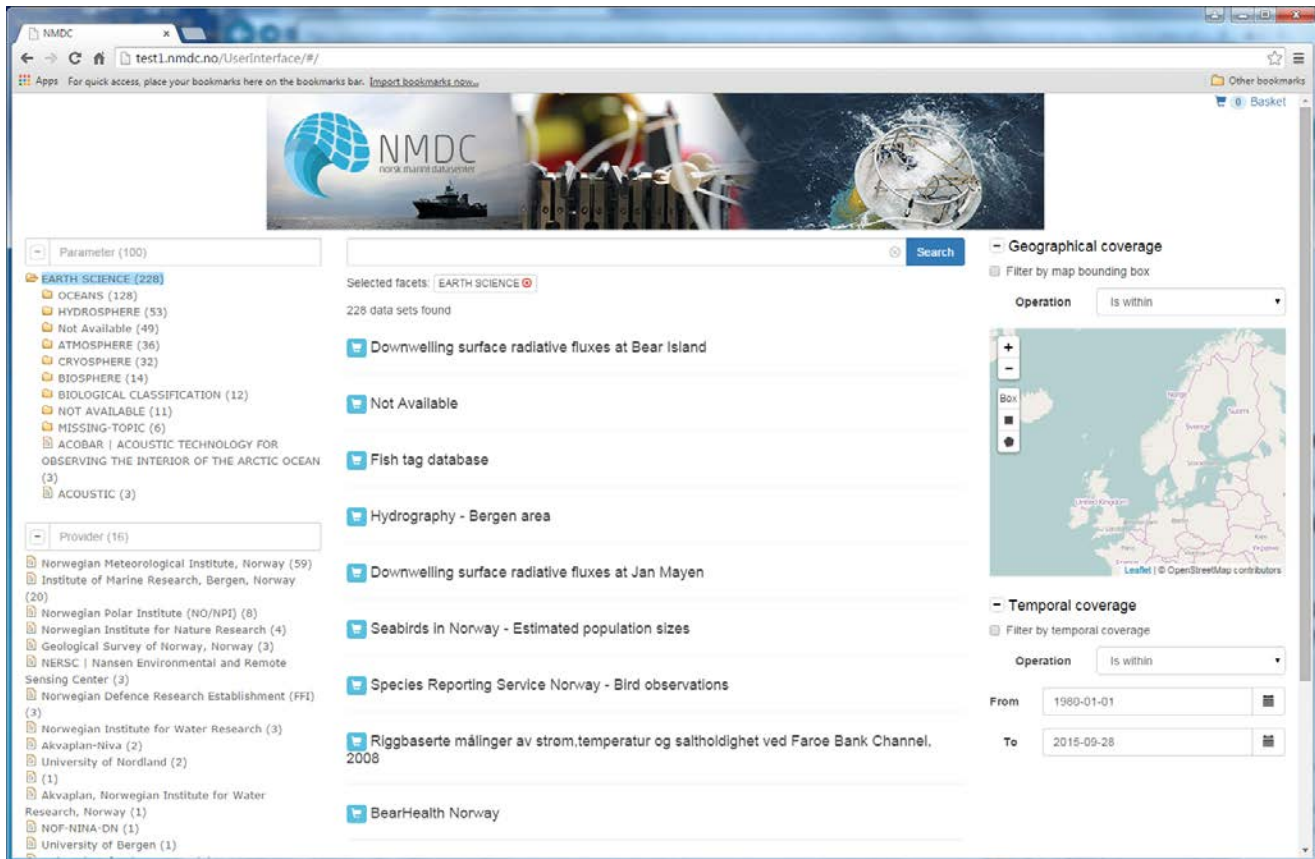 NMDC
test1.nmdc.no/UserInterface/#/
Apps For quick access, place your bookmarks here on the bookmarks bar. Import bookmarks now...
Other bookmarks
0 Basket
NMDC
norsk marint datasenter
Parameter (100)
EARTH SCIENCE (228)
OCEANS (128)
HYDROSPHERE (53)
Not Available (49)
ATMOSPHERE (36)
CRYOSPHERE (32)
BIOSPHERE (14)
BIOLOGICAL CLASSIFICATION (12)
NOT AVAILABLE (11)
MISSING-TOPIC (6)
ACOBAR | ACOUSTIC TECHNOLOGY FOR
OBSERVING THE INTERIOR OF THE ARCTIC OCEAN
(3)
ACOUSTIC (3)
Provider (16)
Norwegian Meteorological Institute, Norway (59)
Institute of Marine Research, Bergen, Norway
(20)
Norwegian Polar Institute (NO/NPI) (8)
Norwegian Institute for Nature Research (4)
Geological Survey of Norway, Norway (3)
NERSC | Nansen Environmental and Remote
Sensing Center (3)
Norwegian Defence Research Establishment (FFI)
(3)
Norwegian Institute for Water Research (3)
Akvaplan-Niva (2)
University of Nordland (2)
(1)
Akvaplan, Norwegian Institute for Water
Research, Norway (1)
NOF-NINA-DN (1)
University of Bergen (1)
Search
Selected facets: EARTH SCIENCE
228 data sets found
Downwelling surface radiative fluxes at Bear Island
Not Available
Fish tag database
Hydrography - Bergen area
Downwelling surface radiative fluxes at Jan Mayen
Seabirds in Norway - Estimated population sizes
Species Reporting Service Norway - Bird observations
Riggbaserte målinger av strøm,temperatur og saltholdighet ved Faroe Bank Channel,
2008
BearHealth Norway
Geographical coverage
Filter by map bounding box
Operation Is within
+
-
Box
Norge
Suomi
Sverige
United Kingdom
Berlin
Paris
Kiev
Leaflet | © OpenStreetMap contributors
Temporal coverage
Filter by temporal coverage
Operation Is within
From 1980-01-01
To 2015-09-28